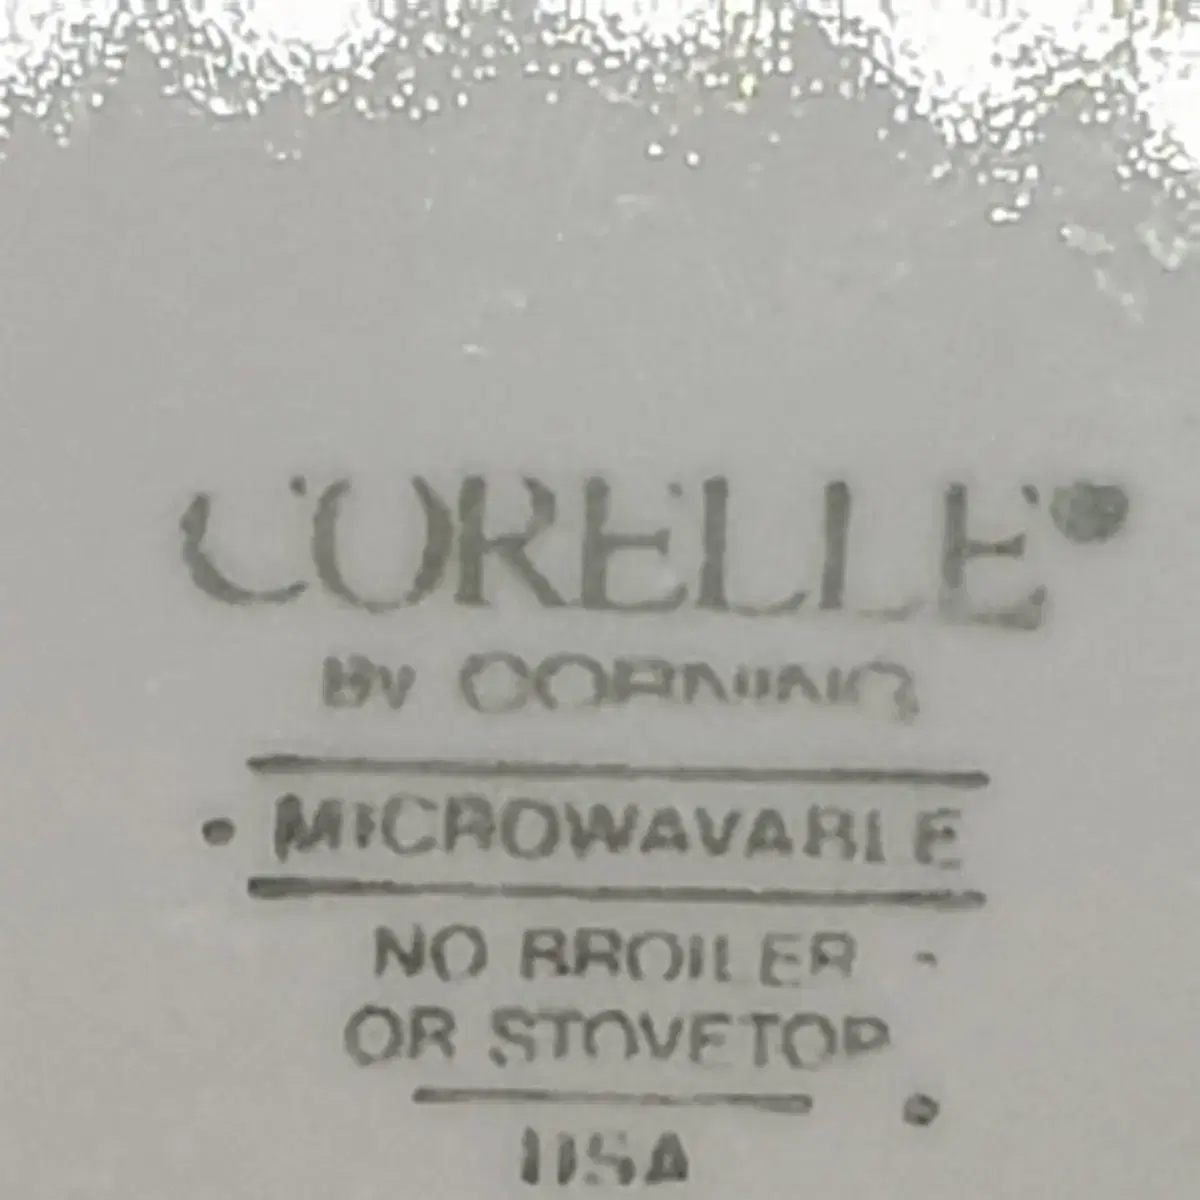 CORELLE®
BY CORNING
MICROWAVABLE
NO BROILER
OR STOVETOP
USA